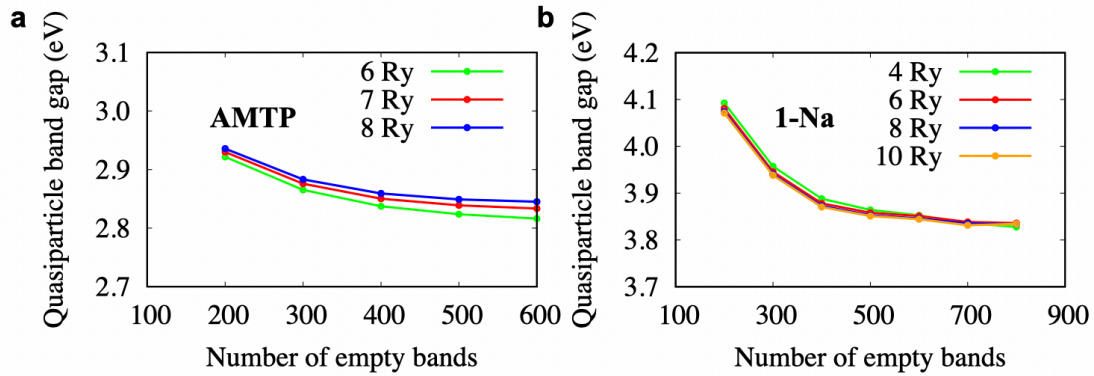 a
Quasiparticle band gap (eV)
3.1
3.0
2.9
2.8
2.7
6 Ry
7 Ry
8 Ry
AMTP
100 200 300 400 500 600
Number of empty bands
b
Quasiparticle band gap (eV)
4.2
4.1
4.0
3.9
3.8
3.7
4 Ry
6 Ry
8 Ry
10 Ry
1-Na
100 300 500 700 900
Number of empty bands